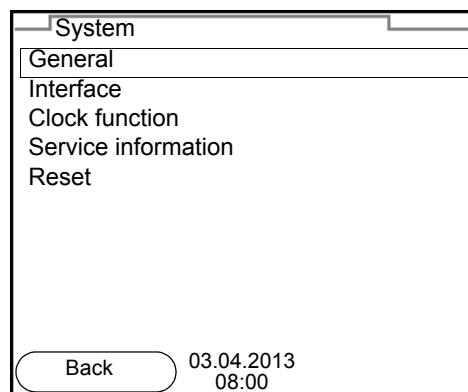 System
General
Interface
Clock function
Service information
Reset
Back
03.04.2013
08:00